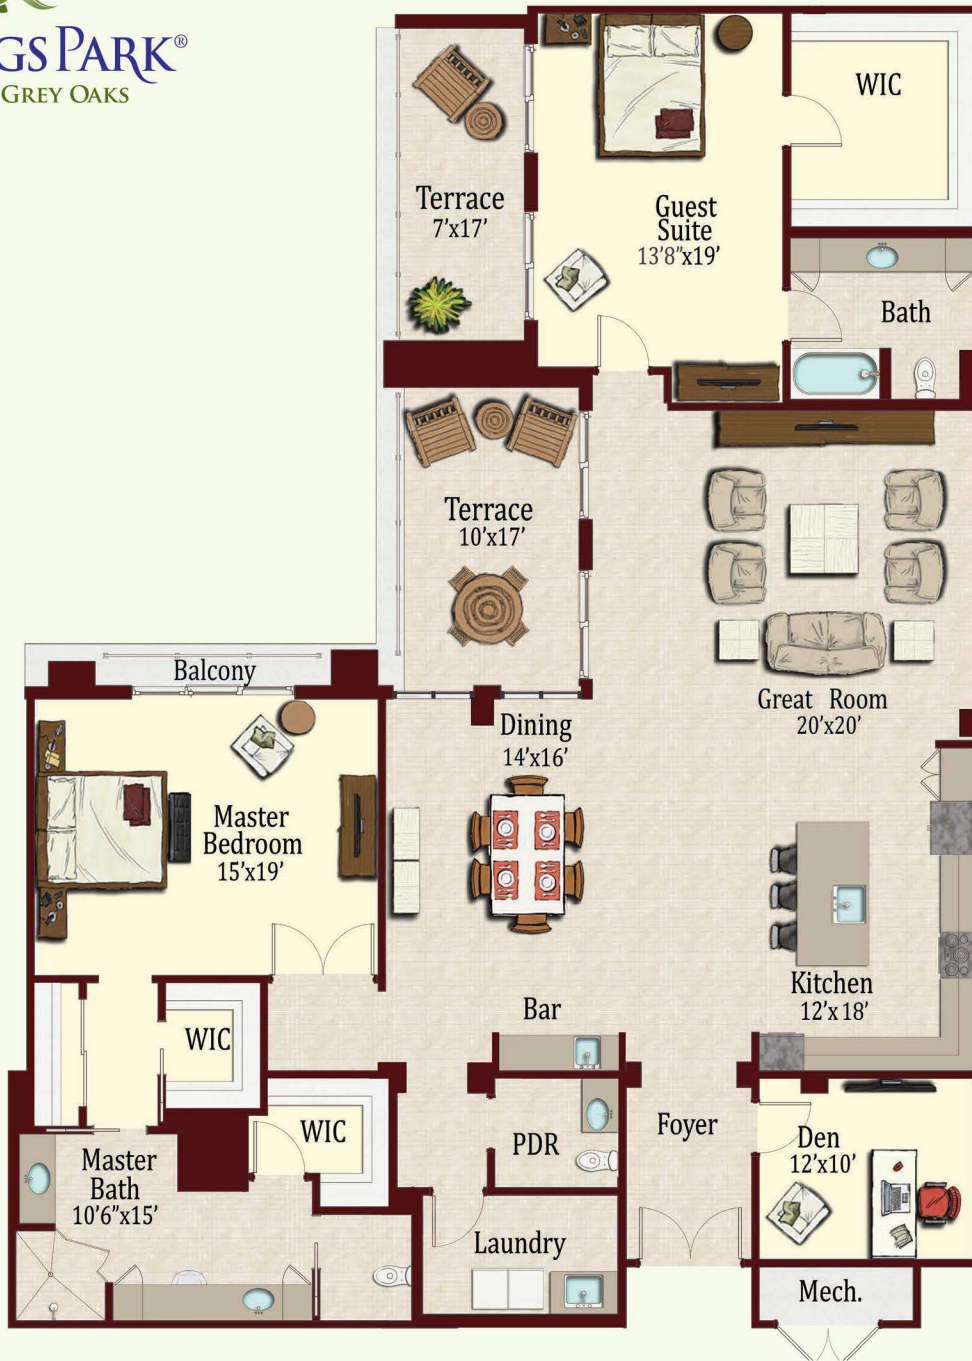 GS PARK®
GREY OAKS
WIC
Terrace
7'x17'
Guest
Suite
13'8"x19'
Bath
Terrace
10'x17'
Balcony
Great Room
20'x20'
Dining
14'x16'
Master
Bedroom
15'x19'
Kitchen
12'x18'
Bar
WIC
WIC
PDR
Foyer
Den
12'x10'
Master
Bath
10'6"x15'
Laundry
Mech.